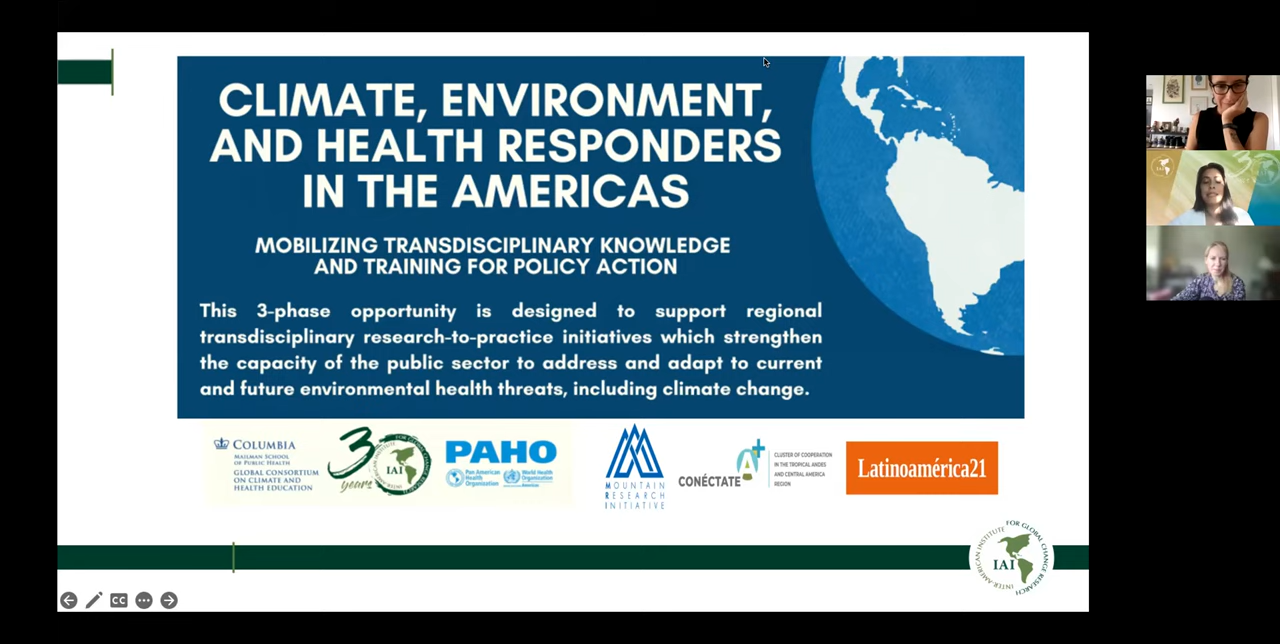 CLIMATE, ENVIRONMENT,
AND HEALTH RESPONDERS
IN THE AMERICAS
MOBILIZING TRANSDISCIPLINARY KNOWLEDGE
AND TRAINING FOR POLICY ACTION
This 3-phase opportunity is designed to support regional
transdisciplinary research-to-practice initiatives which strengthen
the capacity of the public sector to address and adapt to current
and future environmental health threats, including climate change.
COLUMBIA
MAILMAN SCHOOL
OF PUBLIC HEALTH
GLOBAL CONSORTIUM
ON CLIMATE AND
HEALTH EDUCATION
30
years
IAI
PAHO
Pan American
Health
Organization
World Health
Organization
Americas
MOUNTAIN
RESEARCH
INITIATIVE
CONÉCTATE
A+
CLUSTER OF COOPERATION
IN THE TROPICAL ANDES
AND CENTRAL AMERICA
REGION
Latinoamérica21
INTER-AMERICAN INSTITUTE FOR GLOBAL CHANGE RESEARCH
IAI
CC
IAI